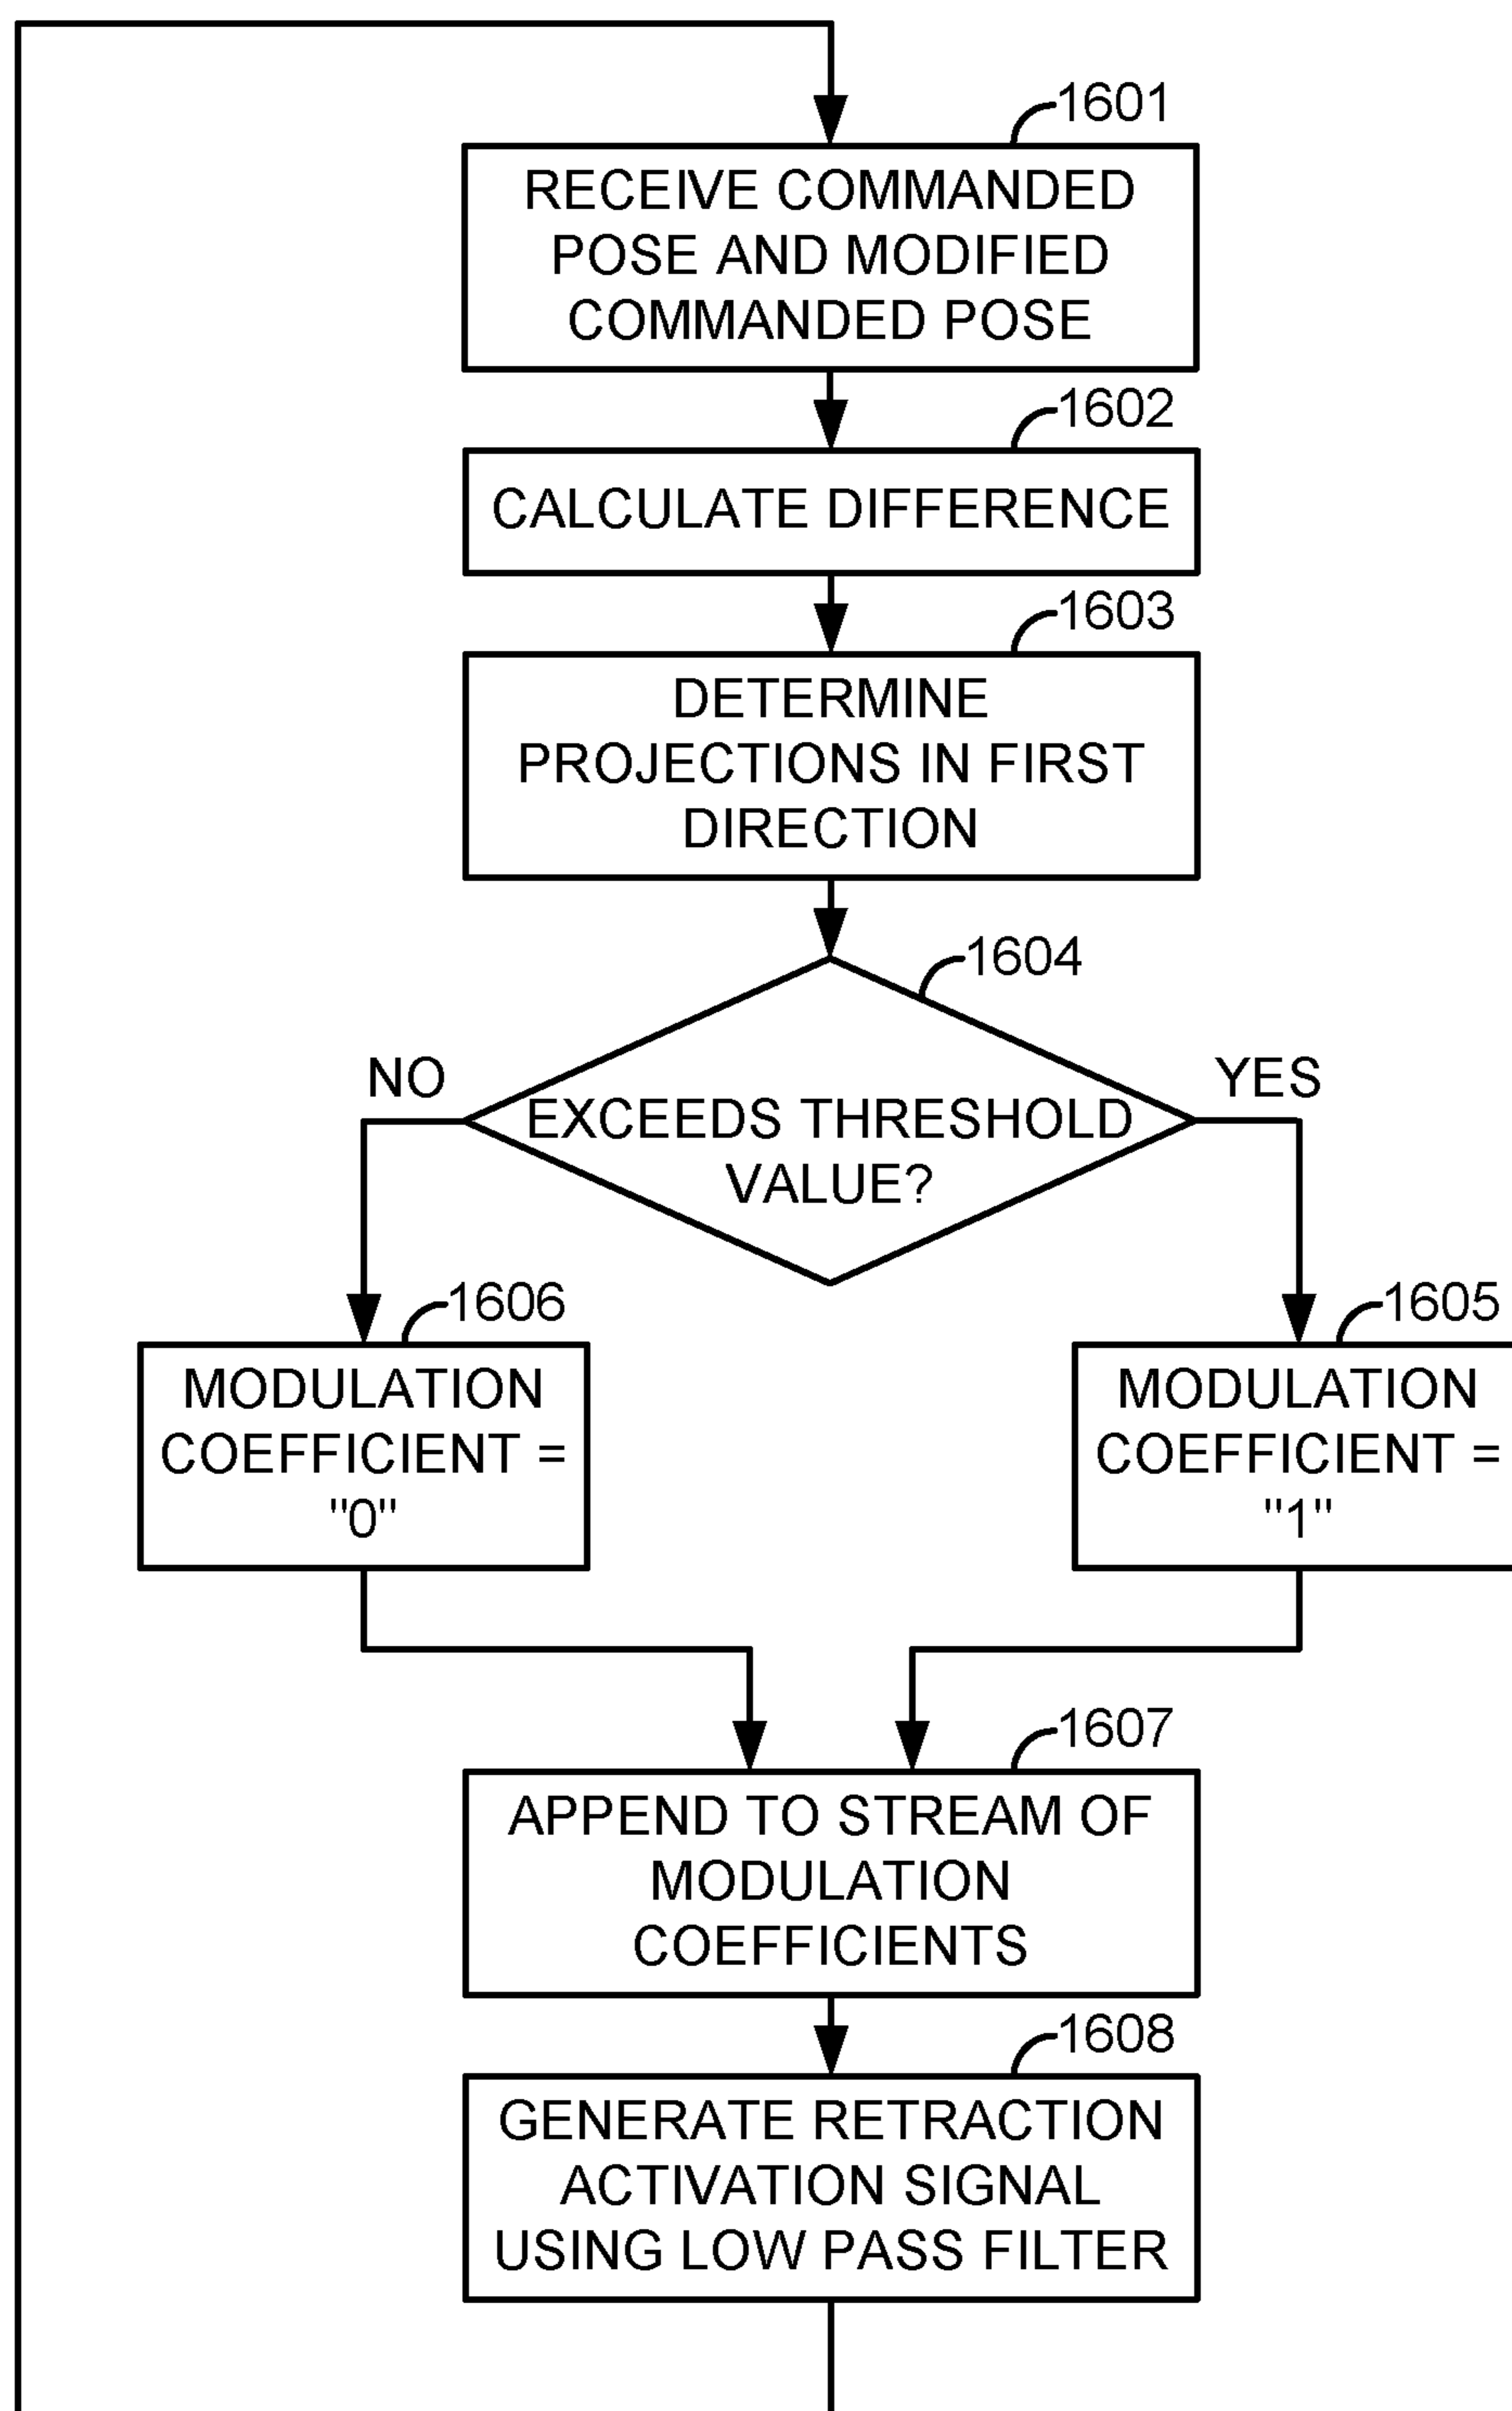 1601
RECEIVE COMMANDED
POSE AND MODIFIED
COMMANDED POSE
1602
CALCULATE DIFFERENCE
1603
DETERMINE
PROJECTIONS IN FIRST
DIRECTION
1604
NO
YES
EXCEEDS THRESHOLD
VALUE?
1606
MODULATION
COEFFICIENT =
"0"
1605
MODULATION
COEFFICIENT =
"1"
1607
APPEND TO STREAM OF
MODULATION
COEFFICIENTS
1608
GENERATE RETRACTION
ACTIVATION SIGNAL
USING LOW PASS FILTER